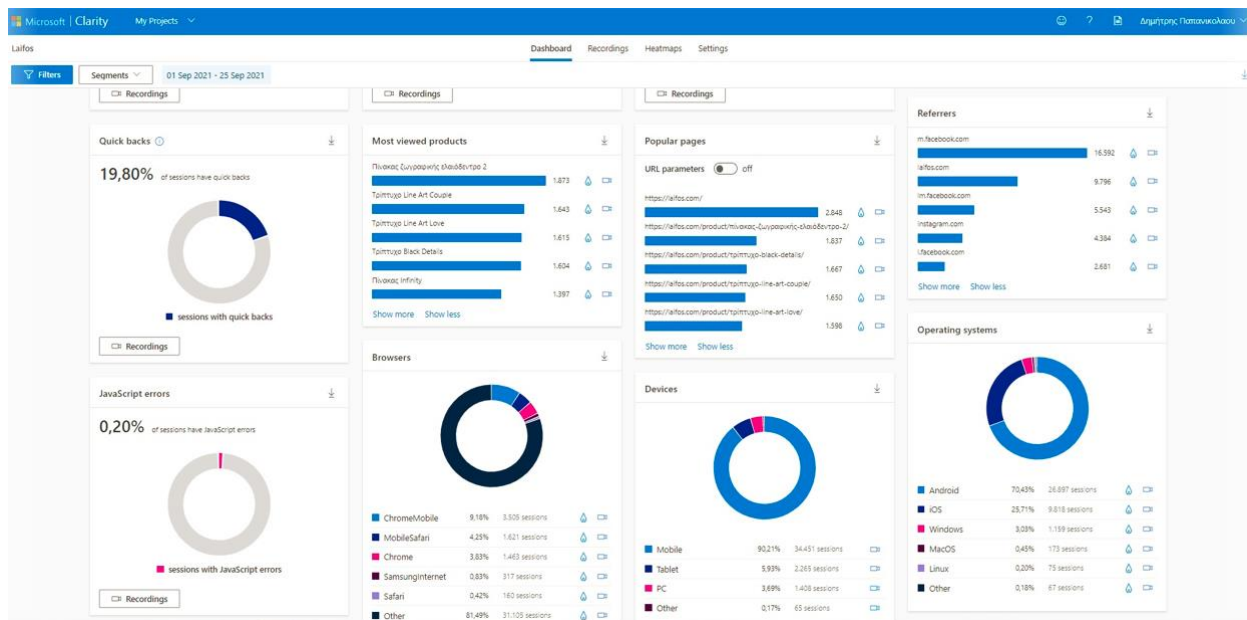 Microsoft | Clarity My Projects ? Δημήτρης Παπανικολαου
Laifos Dashboard Recordings Heatmaps Settings
Filters Segments 01 Sep 2021 - 25 Sep 2021
Recordings
Recordings
Recordings
Quick backs
19,80% of sessions have quick backs
sessions with quick backs
Recordings
JavaScript errors
0,20% of sessions have JavaScript errors
sessions with JavaScript errors
Recordings
Most viewed products
Πίνακας ζωγραφικής ελαιόδεντρο 2
1.873
Τρίπτυχο Line Art Couple
1.643
Τρίπτυχο Line Art Love
1.615
Τρίπτυχο Black Details
1.604
Πίνακας Infinity
1.397
Show more Show less
Browsers
ChromeMobile 9,18% 3.505 sessions
MobileSafari 4,25% 1.621 sessions
Chrome 3,83% 1.463 sessions
SamsungInternet 0,83% 317 sessions
Safari 0,42% 160 sessions
Other 81,49% 31.105 sessions
Popular pages
URL parameters off
https://laifos.com/
2.848
https://laifos.com/product/πίνακας-ζωγραφικής-ελαιόδεντρο-2/
1.837
https://laifos.com/product/τρίπτυχο-black-details/
1.667
https://laifos.com/product/τρίπτυχο-line-art-couple/
1.650
https://laifos.com/product/τρίπτυχο-line-art-love/
1.598
Show more Show less
Devices
Mobile 90,21% 34.451 sessions
Tablet 5,93% 2.265 sessions
PC 3,69% 1.408 sessions
Other 0,17% 65 sessions
Referrers
m.facebook.com
16.592
laifos.com
9.796
lm.facebook.com
5.543
instagram.com
4.384
l.facebook.com
2.681
Show more Show less
Operating systems
Android 70,43% 26.897 sessions
iOS 25,71% 9.818 sessions
Windows 3,03% 1.159 sessions
MacOS 0,45% 173 sessions
Linux 0,20% 75 sessions
Other 0,18% 67 sessions